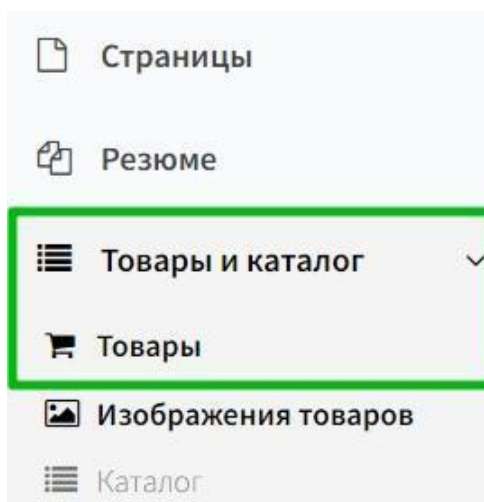 Страницы
Резюме
Товары и каталог
Товары
Изображения товаров
Каталог